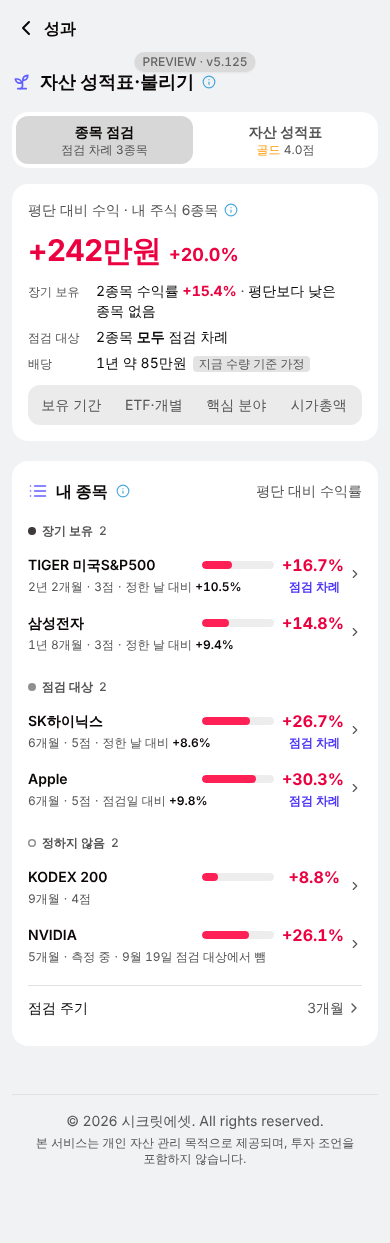 성과
PREVIEW · v5.125
자산 성적표·불리기
종목 점검
점검 차례 3종목
자산 성적표
골드 4.0점
평단 대비 수익 · 내 주식 6종목
+242만원 +20.0%
장기 보유 2종목 수익률 +15.4% · 평단보다 낮은
종목 없음
점검 대상 2종목 모두 점검 차례
배당 1년 약 85만원 지금 수량 기준 가정
보유 기간 ETF·개별 핵심 분야 시가총액
내 종목 평단 대비 수익률
장기 보유 2
TIGER 미국S&P500 +16.7%
2년 2개월 · 3점 · 정한 날 대비 +10.5% 점검 차례
삼성전자 +14.8%
1년 8개월 · 3점 · 정한 날 대비 +9.4%
점검 대상 2
SK하이닉스 +26.7%
6개월 · 5점 · 정한 날 대비 +8.6% 점검 차례
Apple +30.3%
6개월 · 5점 · 점검일 대비 +9.8% 점검 차례
정하지 않음 2
KODEX 200 +8.8%
9개월 · 4점
NVIDIA +26.1%
5개월 · 측정 중 · 9월 19일 점검 대상에서 뺌
점검 주기 3개월
© 2026 시크릿에셋. All rights reserved.
본 서비스는 개인 자산 관리 목적으로 제공되며, 투자 조언을
포함하지 않습니다.